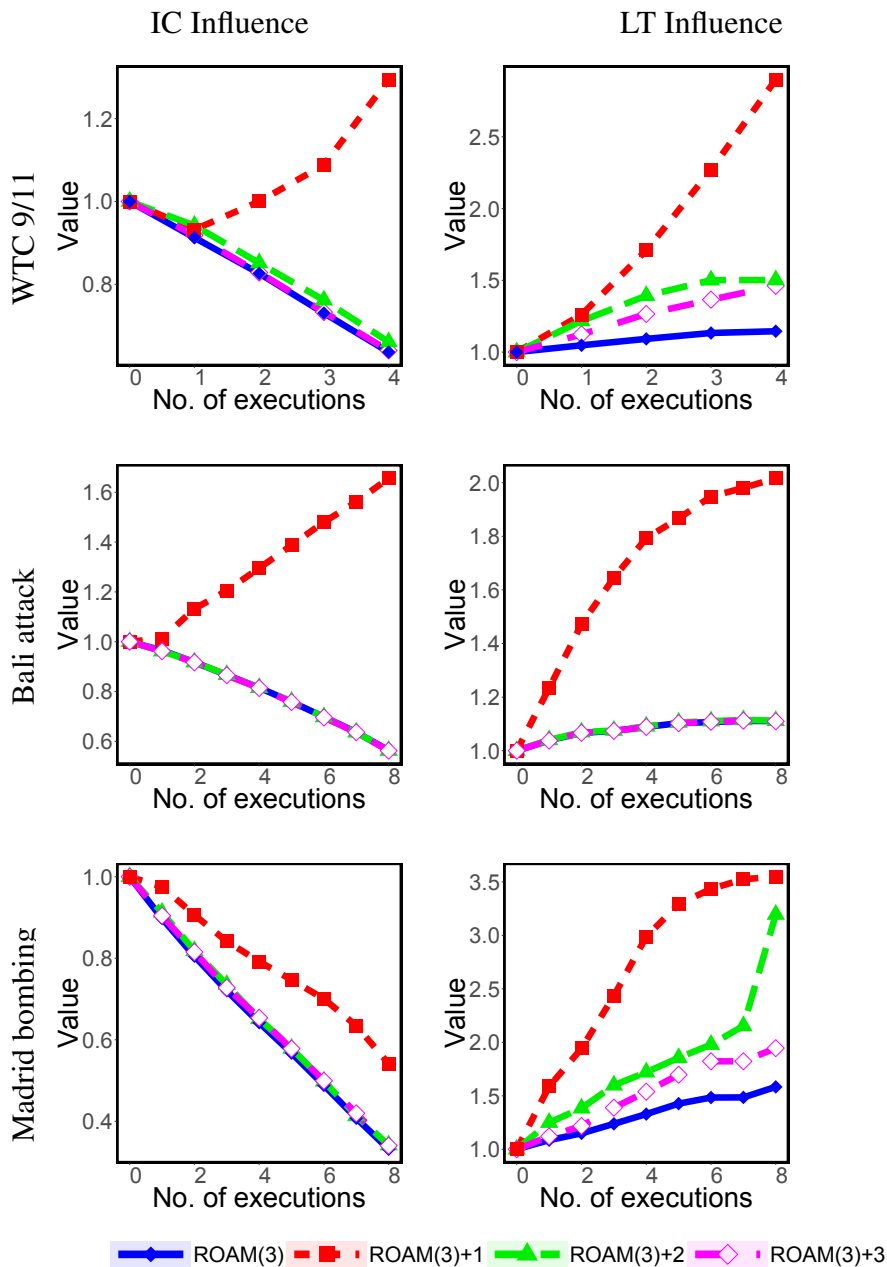 IC Influence
LT Influence
WTC 9/11
Value
1.2
1.0
0.8
0 1 2 3 4
No. of executions
Value
2.5
2.0
1.5
1.0
0 1 2 3 4
No. of executions
Bali attack
Value
1.6
1.4
1.2
1.0
0.8
0.6
0 2 4 6 8
No. of executions
Value
2.0
1.8
1.6
1.4
1.2
1.0
0 2 4 6 8
No. of executions
Madrid bombing
Value
1.0
0.8
0.6
0.4
0 2 4 6 8
No. of executions
Value
3.5
3.0
2.5
2.0
1.5
1.0
0 2 4 6 8
No. of executions
ROAM(3) ROAM(3)+1 ROAM(3)+2 ROAM(3)+3